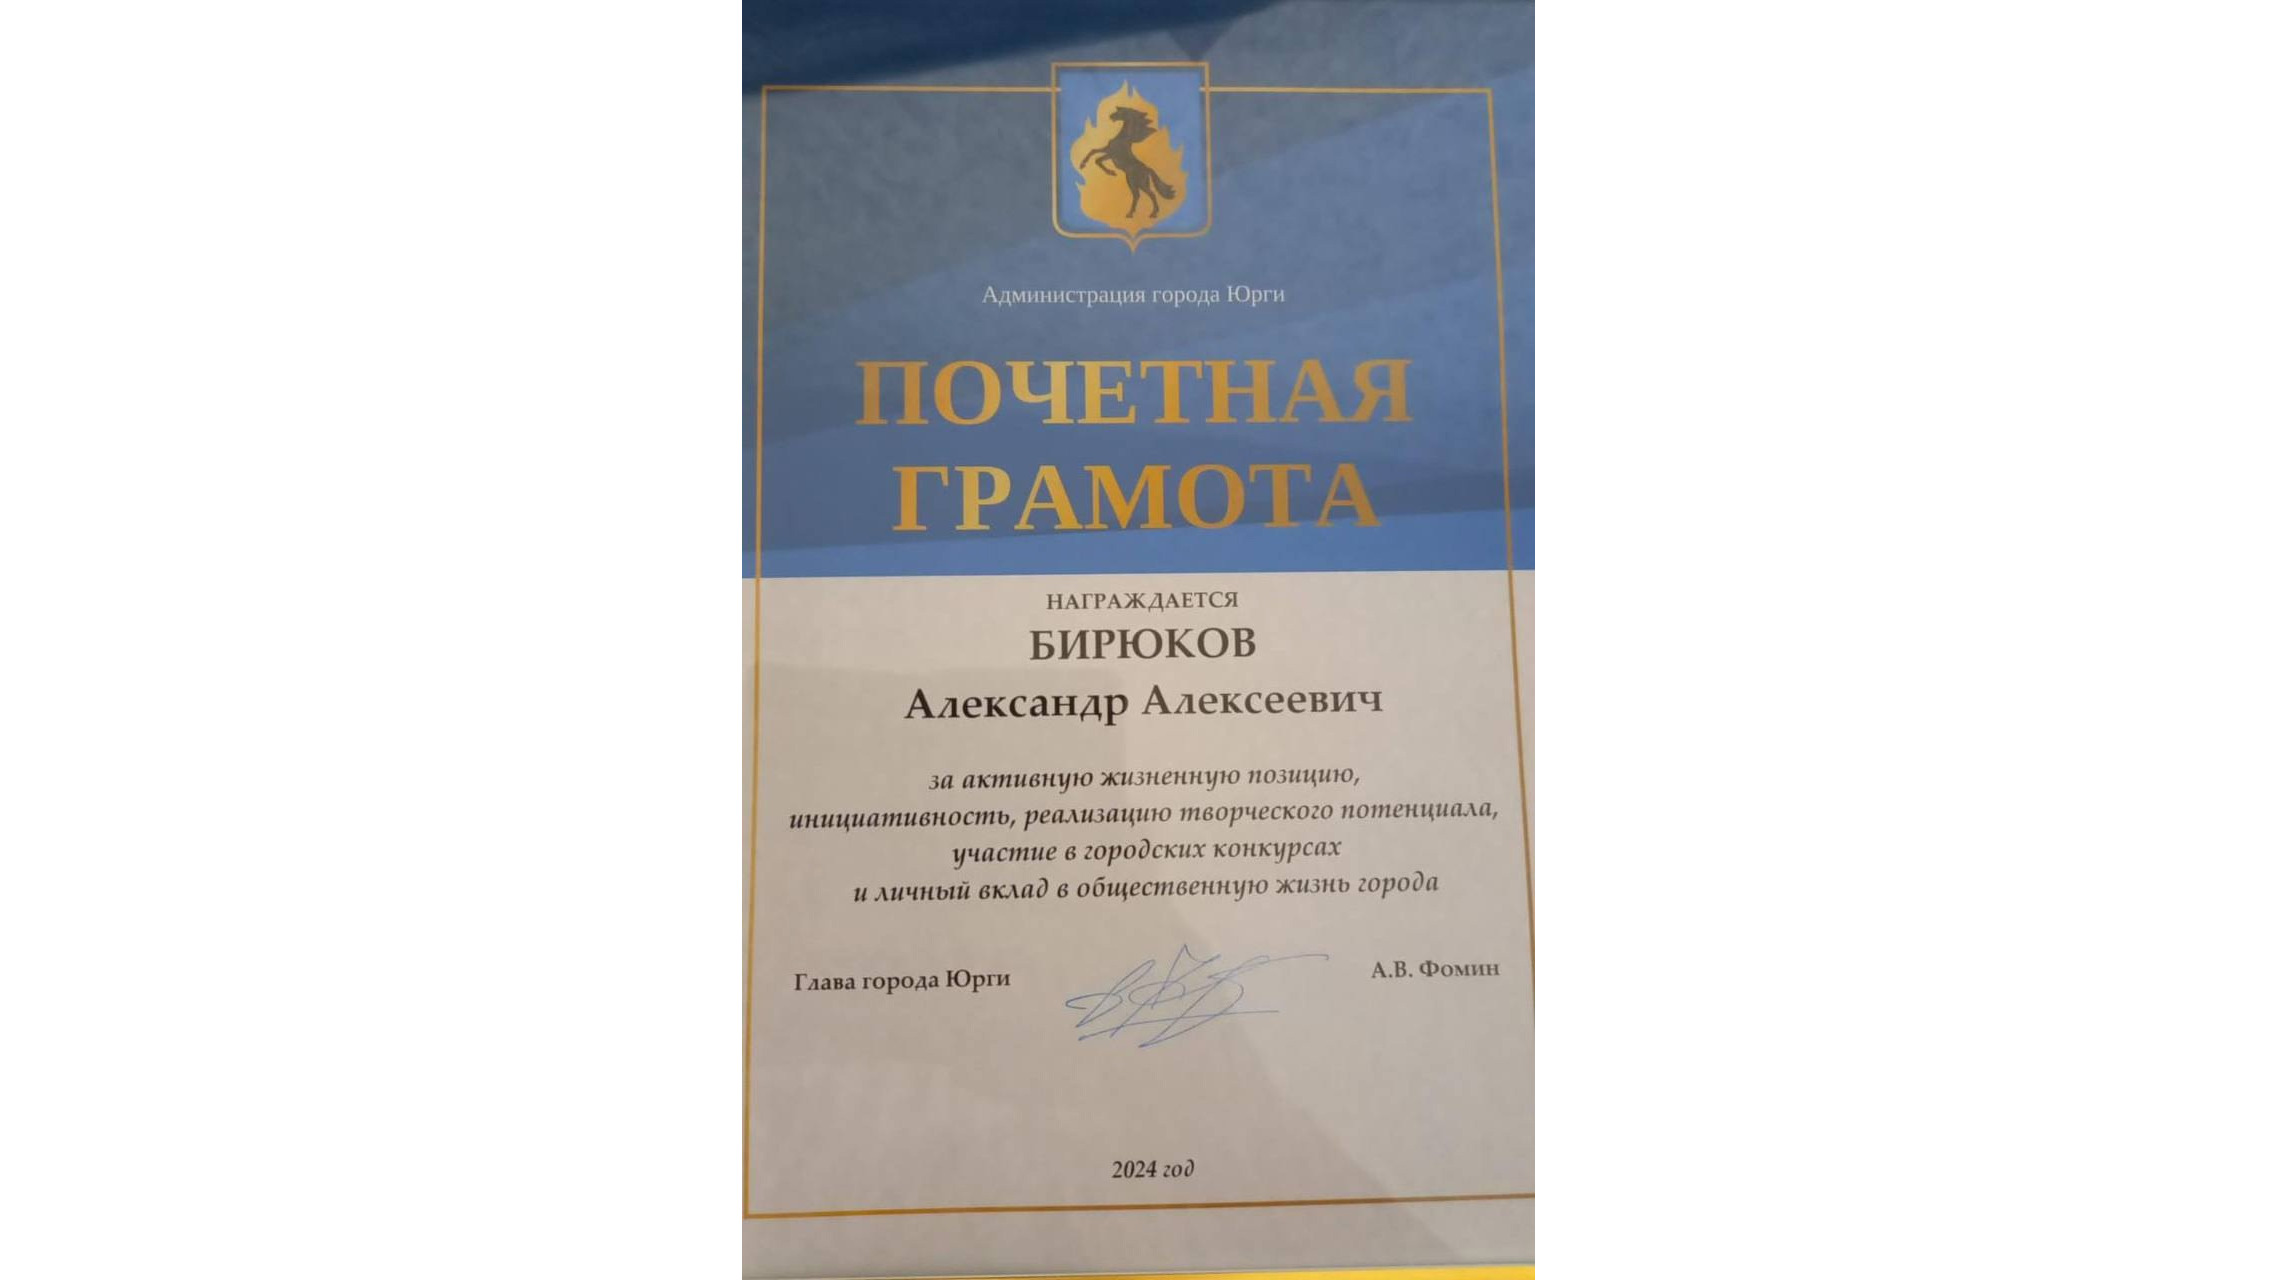 Администрация города Юрги
ПОЧЕТНАЯ
ГРАМОТА
НАГРАЖДАЕТСЯ
БИРЮКОВ
Александр Алексеевич
за активную жизненную позицию,
инициативность, реализацию творческого потенциала,
участие в городских конкурсах
и личный вклад в общественную жизнь города
Глава города Юрги А.В. Фомин
2024 год